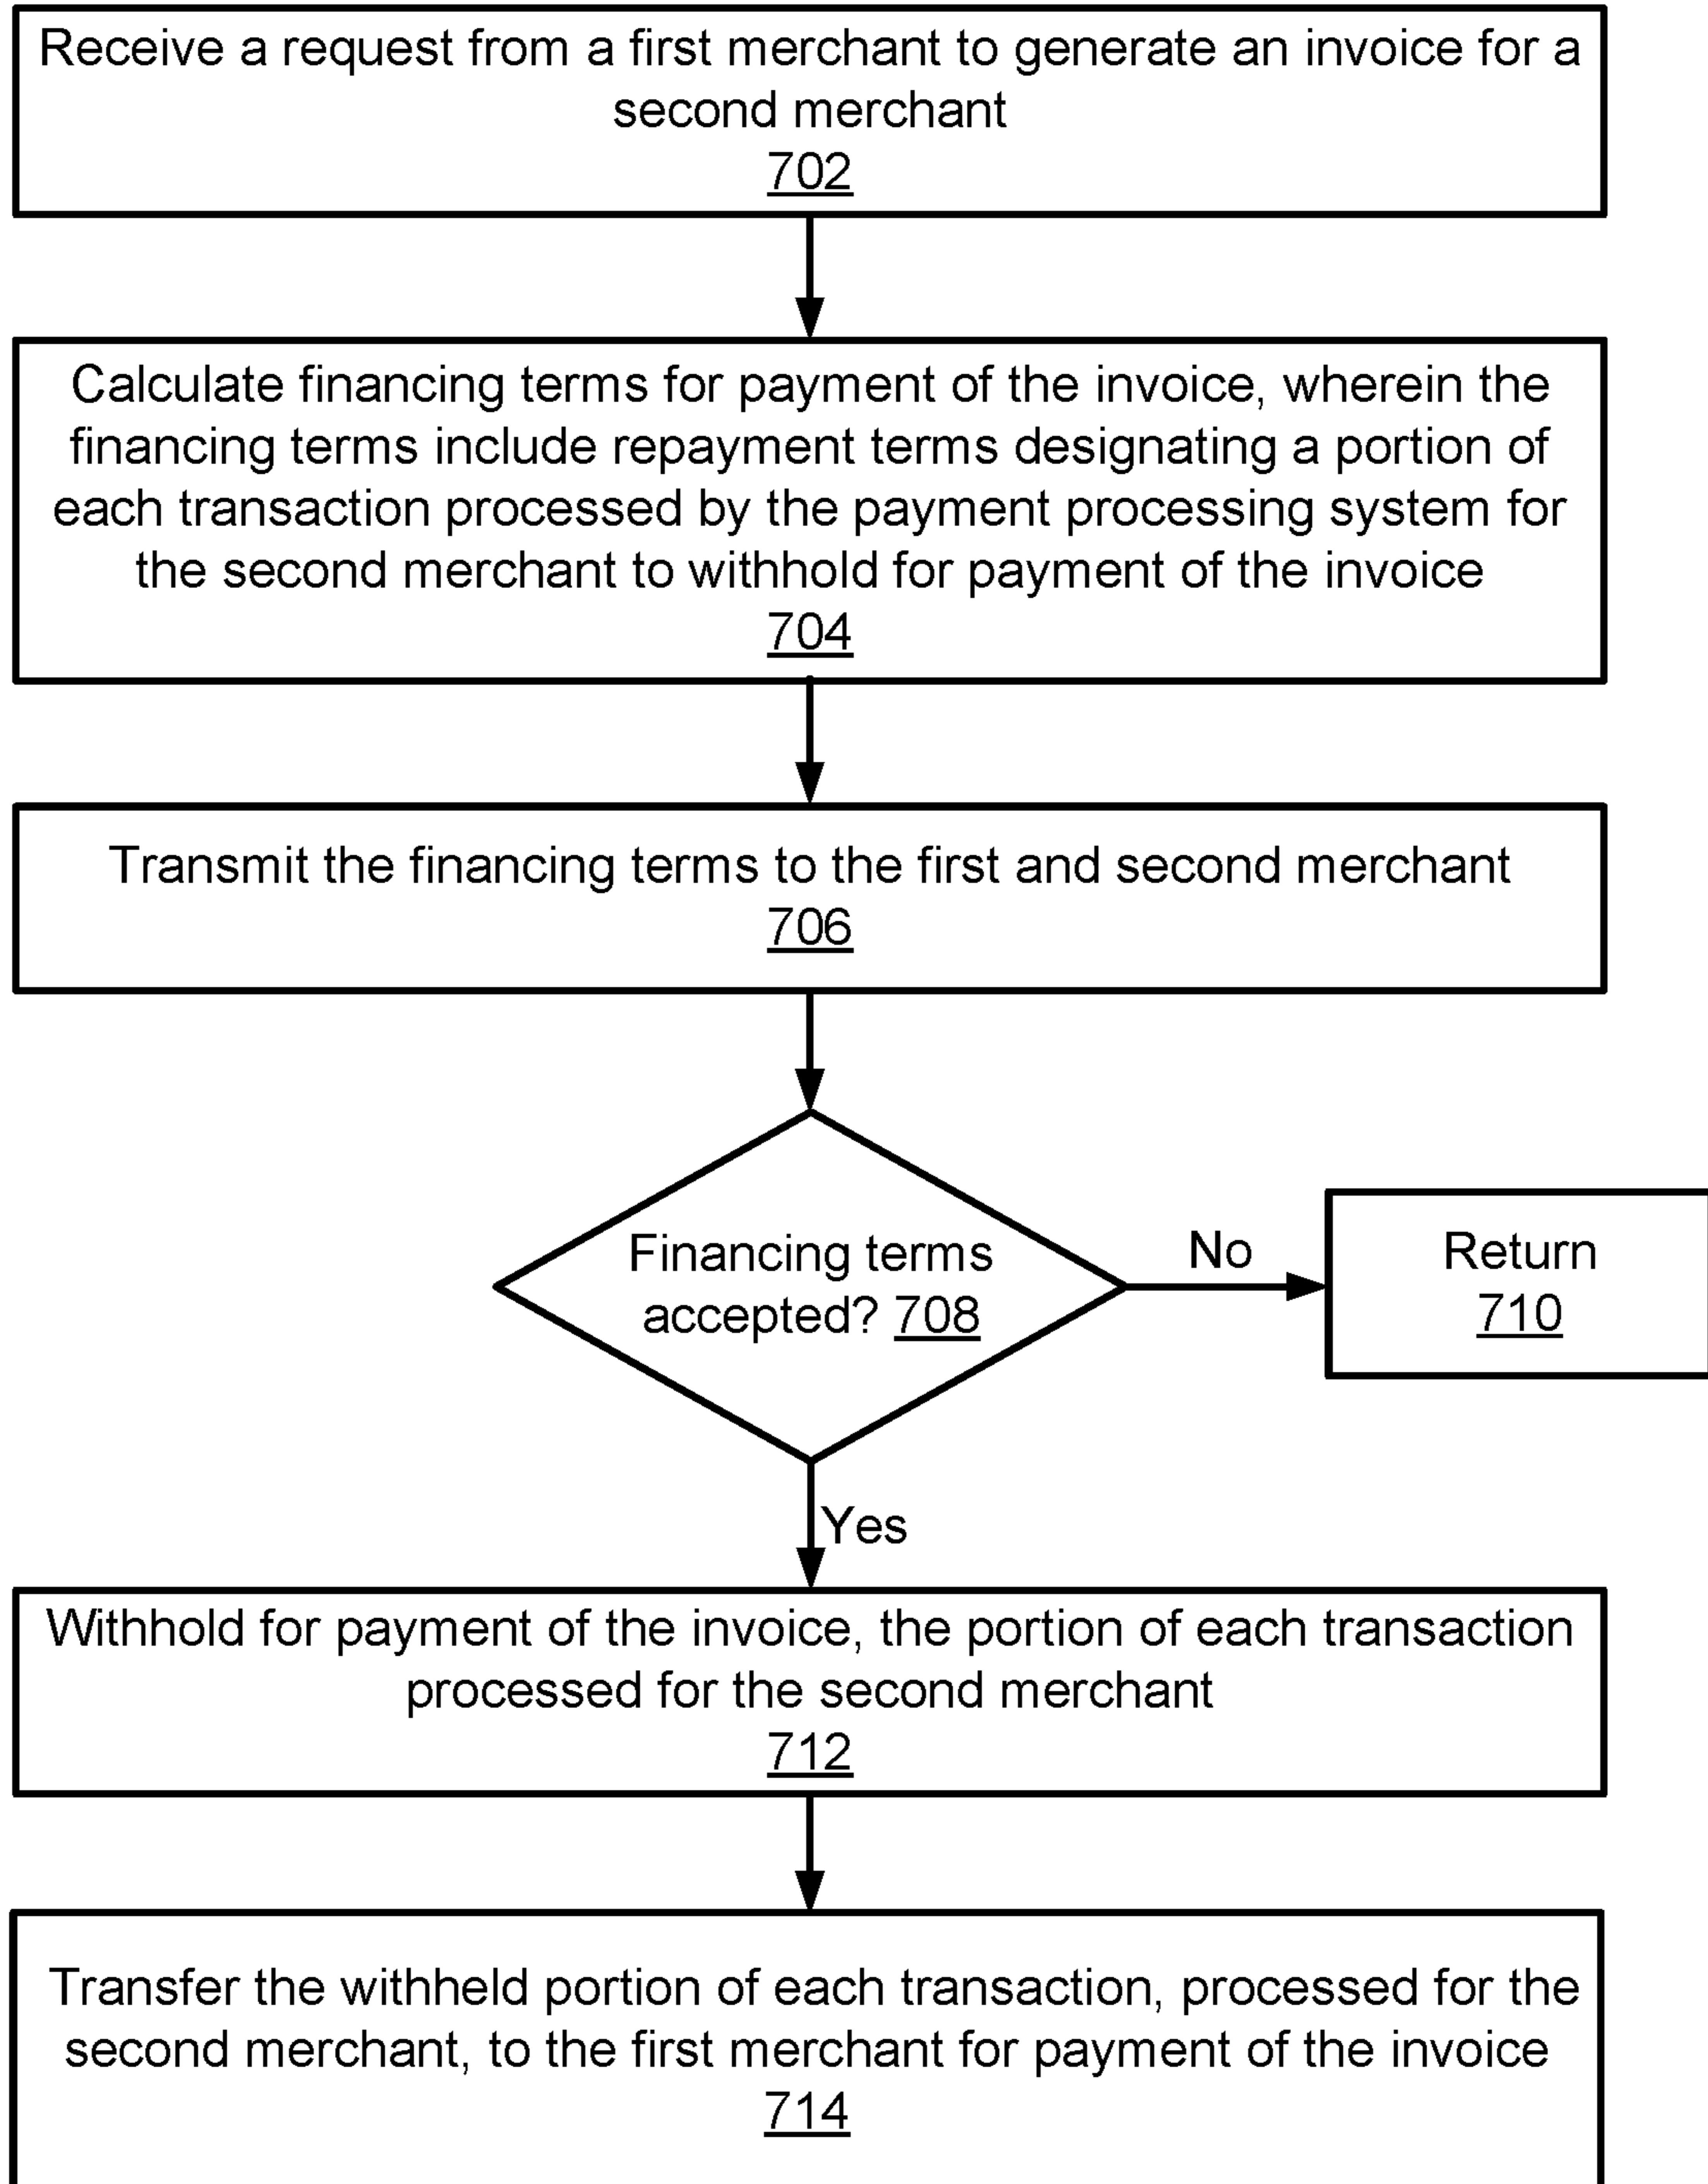 Receive a request from a first merchant to generate an invoice for a
second merchant
702
Calculate financing terms for payment of the invoice, wherein the
financing terms include repayment terms designating a portion of
each transaction processed by the payment processing system for
the second merchant to withhold for payment of the invoice
704
Transmit the financing terms to the first and second merchant
706
Financing terms
accepted? 708
No
Return
710
Yes
Withhold for payment of the invoice, the portion of each transaction
processed for the second merchant
712
Transfer the withheld portion of each transaction, processed for the
second merchant, to the first merchant for payment of the invoice
714